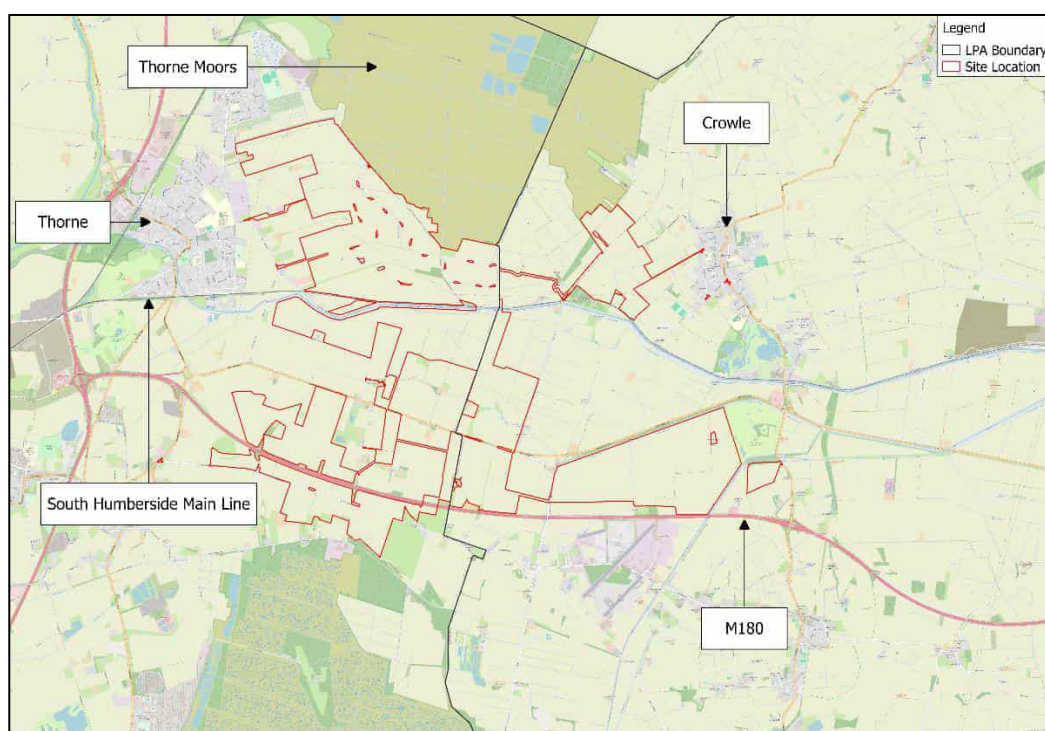 Legend
LPA Boundary
Site Location
Thorne Moors
Crowle
Thorne
South Humberside Main Line
M180